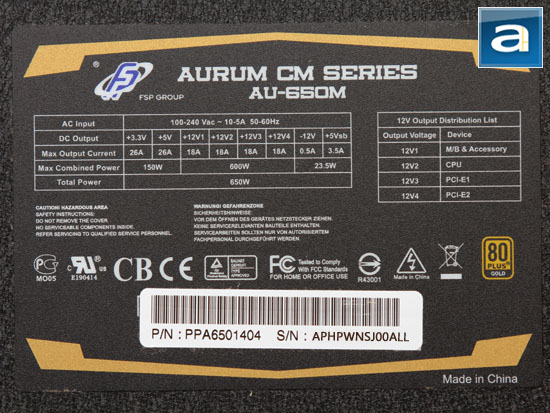 FSP GROUP
®
AURUM CM SERIES
AU-650M
AC Input 100-240 Vac ~ 10-5A 50-60Hz
DC Output +3.3V +5V +12V1 +12V2 +12V3 +12V4 -12V +5Vsb
Max Output Current 26A 26A 18A 18A 18A 18A 0.5A 3.5A
Max Combined Power 150W 600W 23.5W
Total Power 650W
12V Output Distribution List
Output Voltage Device
12V1 M/B & Accessory
12V2 CPU
12V3 PCI-E1
12V4 PCI-E2
CAUTION! HAZARDOUS AREA
SAFETY INSTRUCTIONS:
DO NOT REMOVE THE COVER
NO SERVICEABLE COMPONENTS INSIDE.
REFER SERVICING TO QUALIFIED SERVICE PERSONNEL.
WARNUNG! GEFAHRENZONE
SICHERHEITSHINWEIS:
VOR DEM ÖFFNEN DES GERÄTES NETZSTECKER ZIEHEN
KEINE SERVICERELEVANTEN BAUTEILE ENTHALTEN.
SERVICEARBEITEN SOLLTEN NUR VON AUTORISIERTEM
FACHPERSONAL DURCHGEFÜHRT WERDEN!
MO05
c UL US
E190414
CB CE
FC Tested to Comply
With FCC Standards
FOR HOME OR OFFICE USE
R43001
Made in China
80
PLUS
GOLD
P/N : PPA6501404 S/N : APHPWNSJ00ALL
Made in China
a